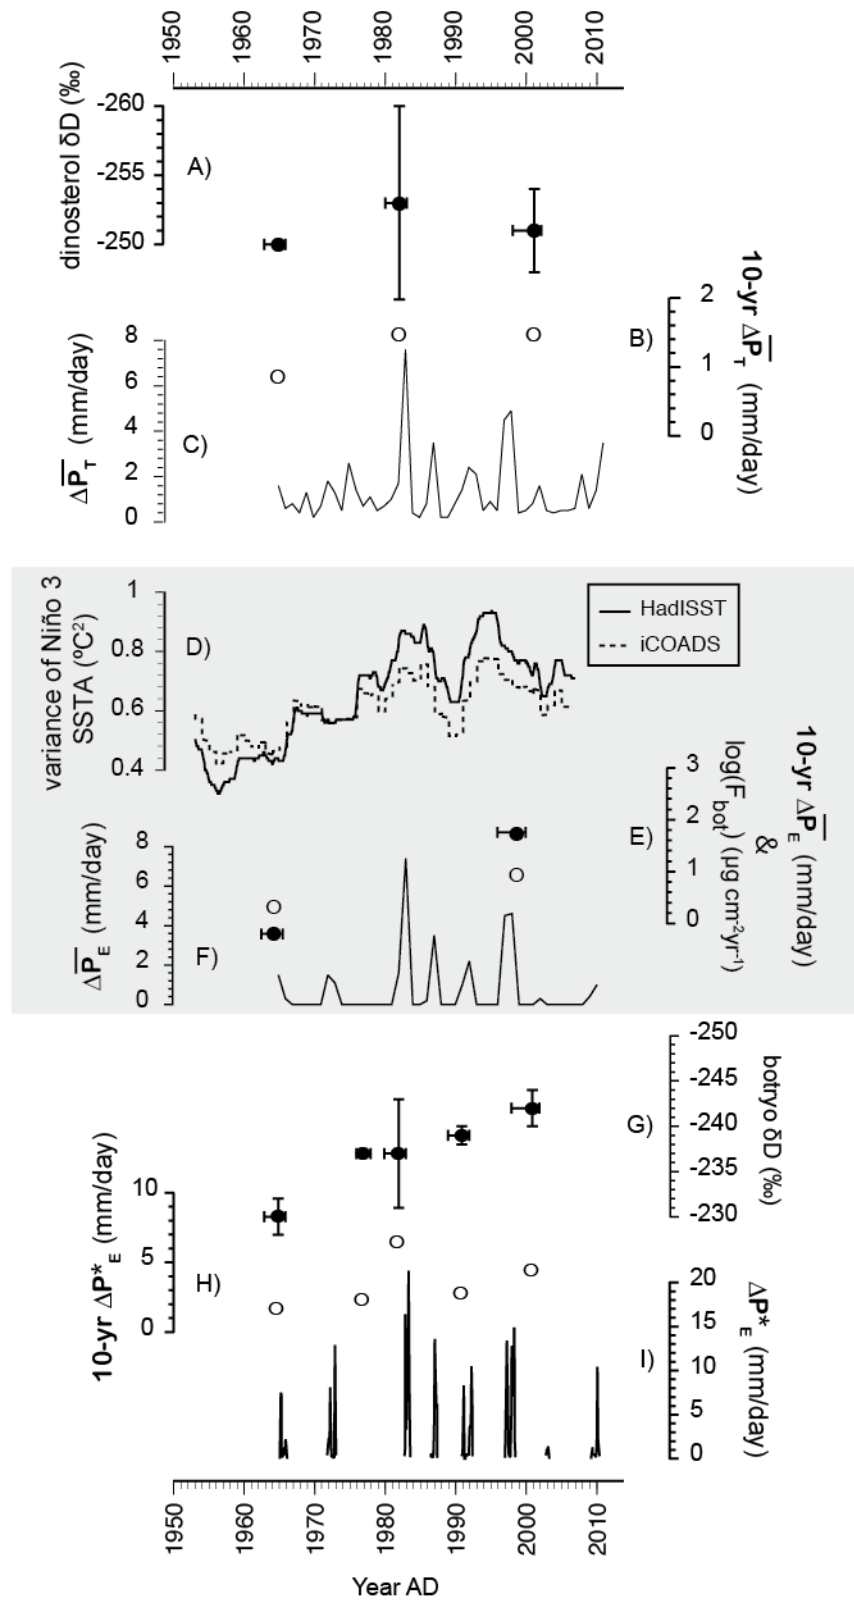 1950 1960 1970 1980 1990 2000 2010
dinosterol δD (‰)
-260
-255
-250
A)
10-yr ΔP̅T (mm/day)
2
1
0
B)
ΔP̅T (mm/day)
8
6
4
2
0
C)
variance of Niño 3
SSTA (ºC²)
1
0.8
0.6
0.4
D)
HadISST
iCOADS
10-yr ΔP̅E (mm/day)
&
log(Fbot) (µg cm⁻²yr⁻¹)
3
2
1
0
E)
ΔP̅E (mm/day)
8
6
4
2
0
F)
botryo δD (‰)
-250
-245
-240
-235
-230
G)
10-yr ΔP*E (mm/day)
10
5
0
H)
ΔP*E (mm/day)
20
15
10
5
0
I)
1950 1960 1970 1980 1990 2000 2010
Year AD